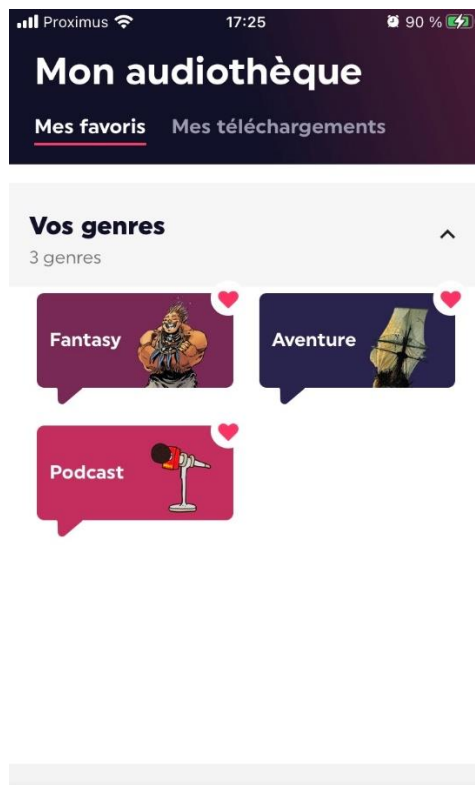 Proximus 17:25 90 %
Mon audiothèque
Mes favoris Mes téléchargements
Vos genres
3 genres
Fantasy Aventure
Podcast